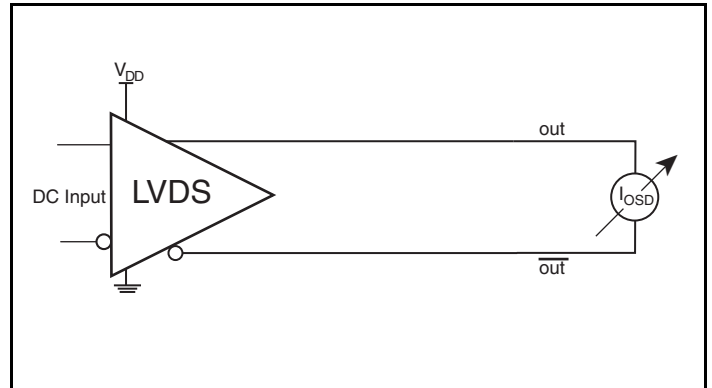 VDD
out
DC Input
LVDS
IOSD
out